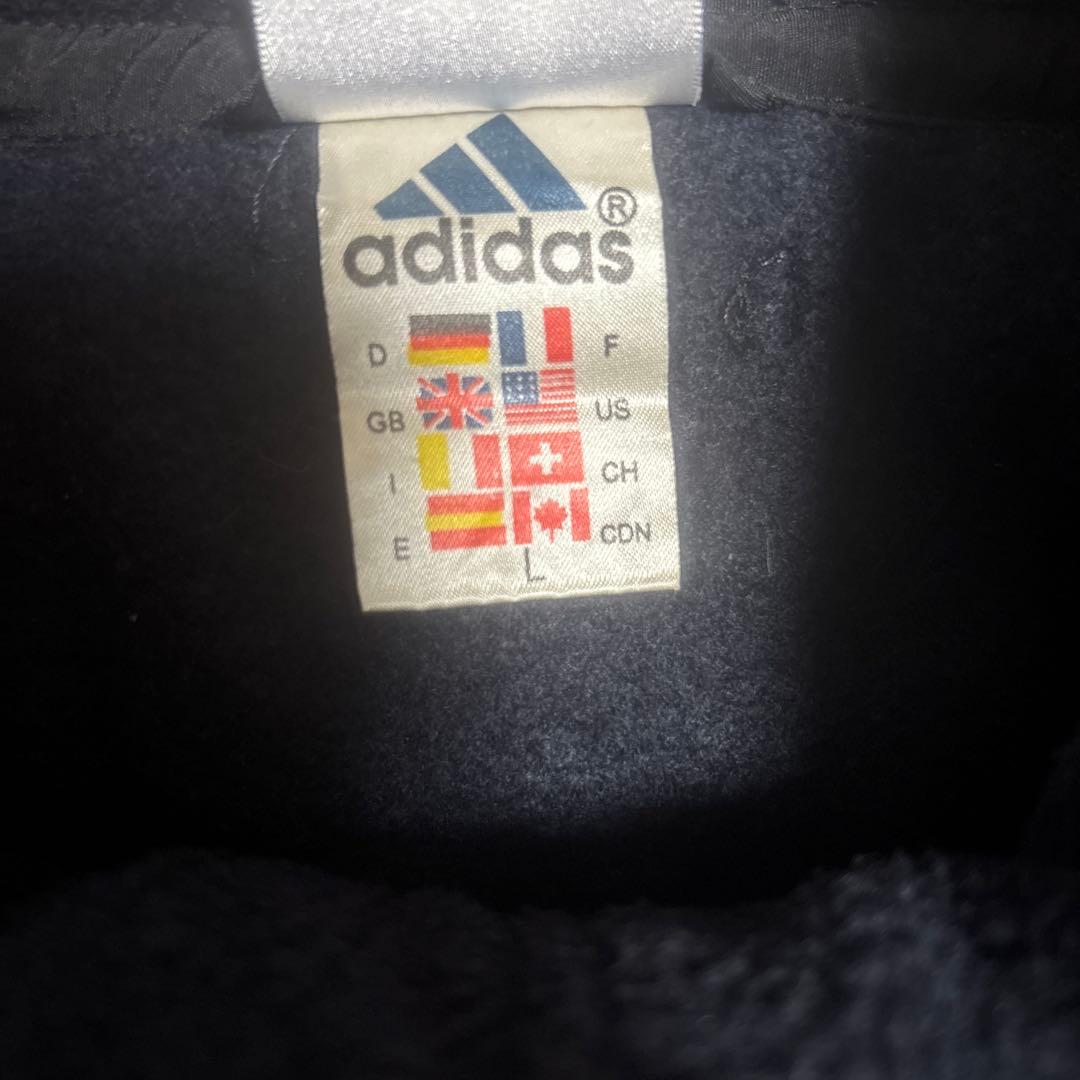 adidas®
D F
GB US
I CH
E CDN
L